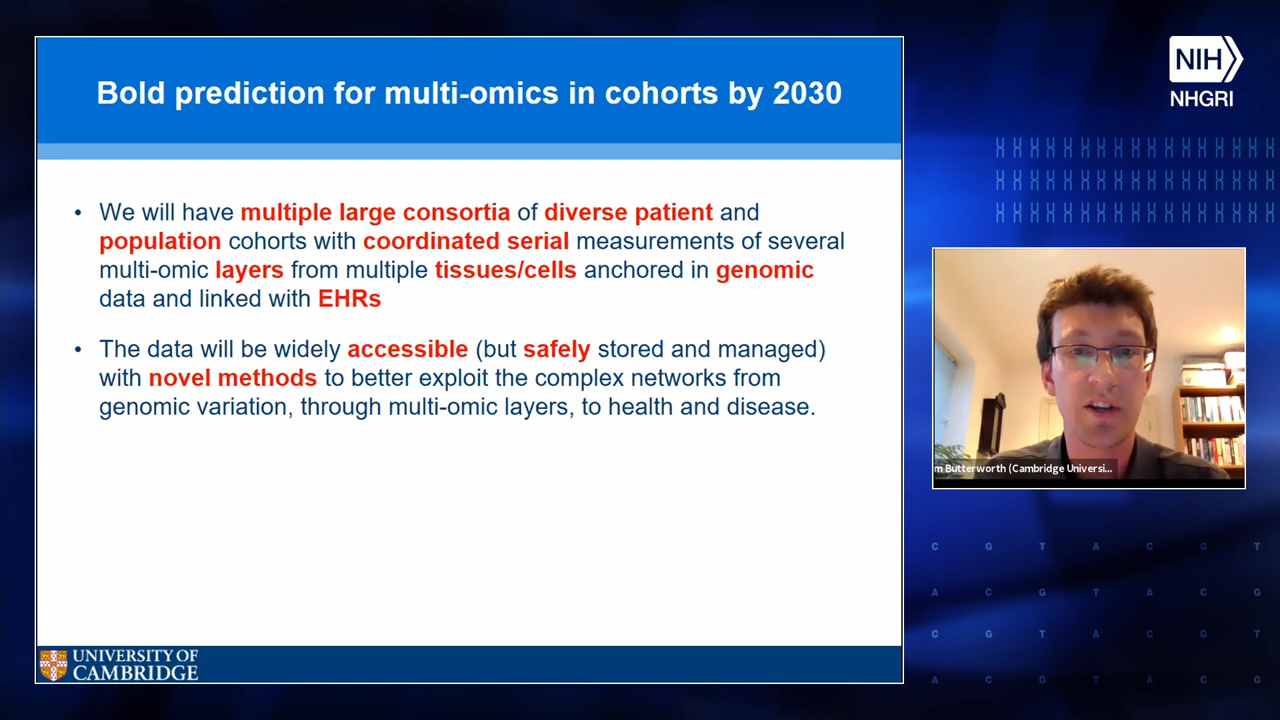 Bold prediction for multi-omics in cohorts by 2030
NIH
NHGRI
• We will have multiple large consortia of diverse patient and
population cohorts with coordinated serial measurements of several
multi-omic layers from multiple tissues/cells anchored in genomic
data and linked with EHRs
• The data will be widely accessible (but safely stored and managed)
with novel methods to better exploit the complex networks from
genomic variation, through multi-omic layers, to health and disease.
m Butterworth (Cambridge Universi...
C G T A C G T
A C G T A C G
C G T A C G T
A C G T A C G
UNIVERSITY OF
CAMBRIDGE